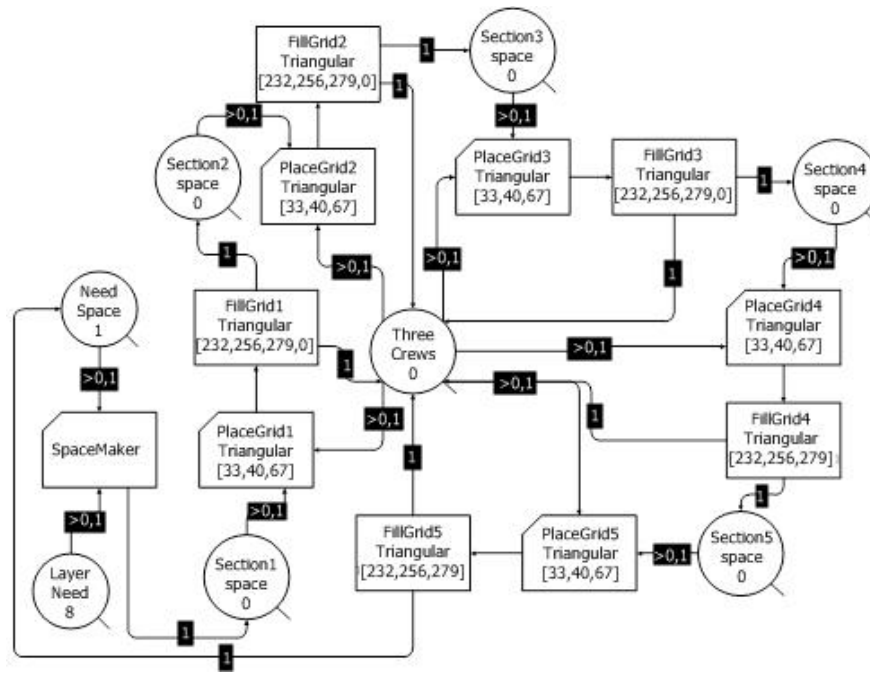 FillGrid2
Triangular
[232,256,279,0]
1
1
Section3
space
0
>0,1
>0,1
Section2
space
0
PlaceGrid2
Triangular
[33,40,67]
PlaceGrid3
Triangular
[33,40,67]
FillGrid3
Triangular
[232,256,279,0]
1
Section4
space
0
1
>0,1
>0,1
1
>0,1
Need
Space
1
FillGrid1
Triangular
[232,256,279,0]
1
Three
Crews
0
>0,1
PlaceGrid4
Triangular
[33,40,67]
>0,1
>0,1
1
SpaceMaker
PlaceGrid1
Triangular
[33,40,67]
>0,1
1
FillGrid4
Triangular
[232,256,279]
1
>0,1
>0,1
Layer
Need
8
Section1
space
0
FillGrid5
Triangular
[232,256,279]
PlaceGrid5
Triangular
[33,40,67]
>0,1
Section5
space
0
1
1